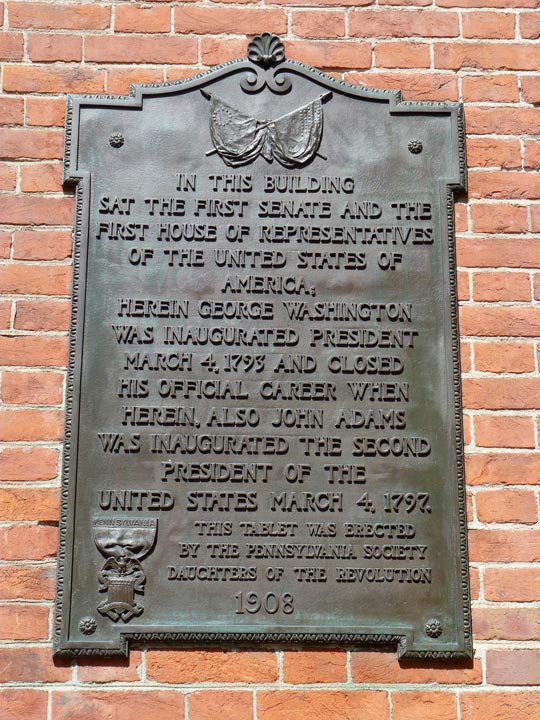 IN THIS BUILDING
SAT THE FIRST SENATE AND THE
FIRST HOUSE OF REPRESENTATIVES
OF THE UNITED STATES OF
AMERICA;
HEREIN GEORGE WASHINGTON
WAS INAUGURATED PRESIDENT
MARCH 4, 1793 AND CLOSED
HIS OFFICIAL CAREER WHEN
HEREIN, ALSO JOHN ADAMS
WAS INAUGURATED THE SECOND
PRESIDENT OF THE
UNITED STATES MARCH 4, 1797.
PENNSYLVANIA
THIS TABLET WAS ERECTED
BY THE PENNSYLVANIA SOCIETY
DAUGHTERS OF THE REVOLUTION
1908